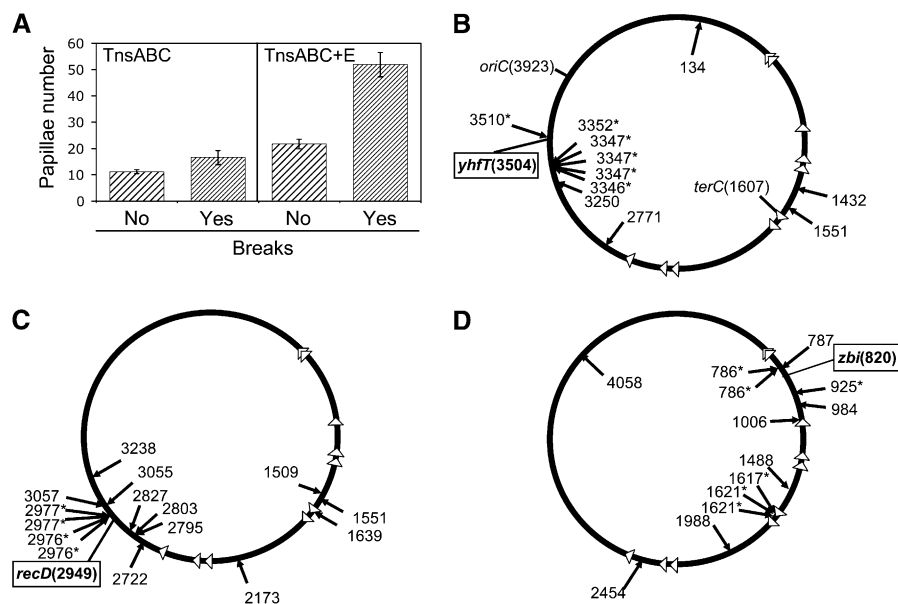 A
Papillae number
60
50
40
30
20
10
0
TnsABC
TnsABC+E
No
Yes
No
Yes
Breaks
B
oriC(3923)
134
3510*
yhfT(3504)
3352*
3347*
3347*
3347*
3346*
3250
2771
terC(1607)
1432
1551
C
3238
3055
3057
2977*
2977*
2976*
2976*
recD(2949)
2827
2803
2795
2722
2173
1509
1551
1639
D
4058
787
zbi(820)
786*
786*
925*
984
1006
1488
1617*
1621*
1621*
1988
2454